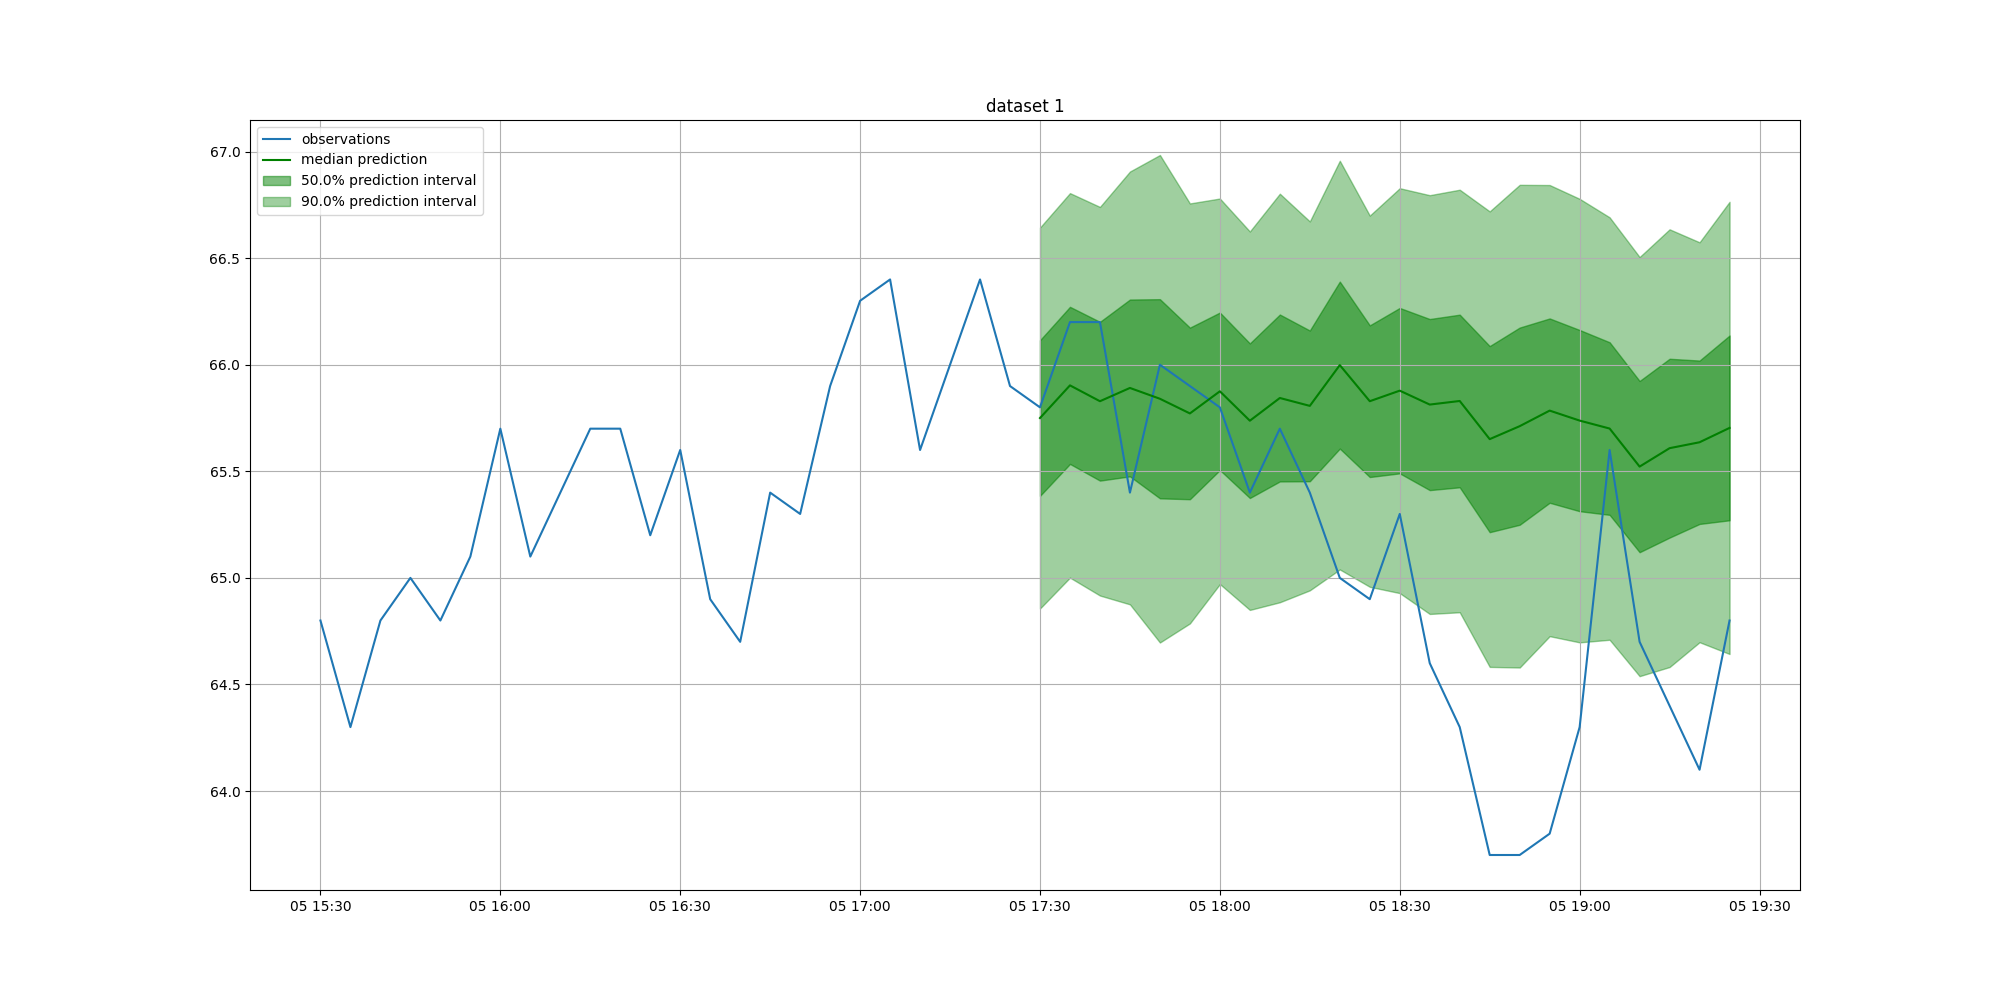 dataset 1
observations
median prediction
50.0% prediction interval
90.0% prediction interval
67.0
66.5
66.0
65.5
65.0
64.5
64.0
05 15:30 05 16:00 05 16:30 05 17:00 05 17:30 05 18:00 05 18:30 05 19:00 05 19:30